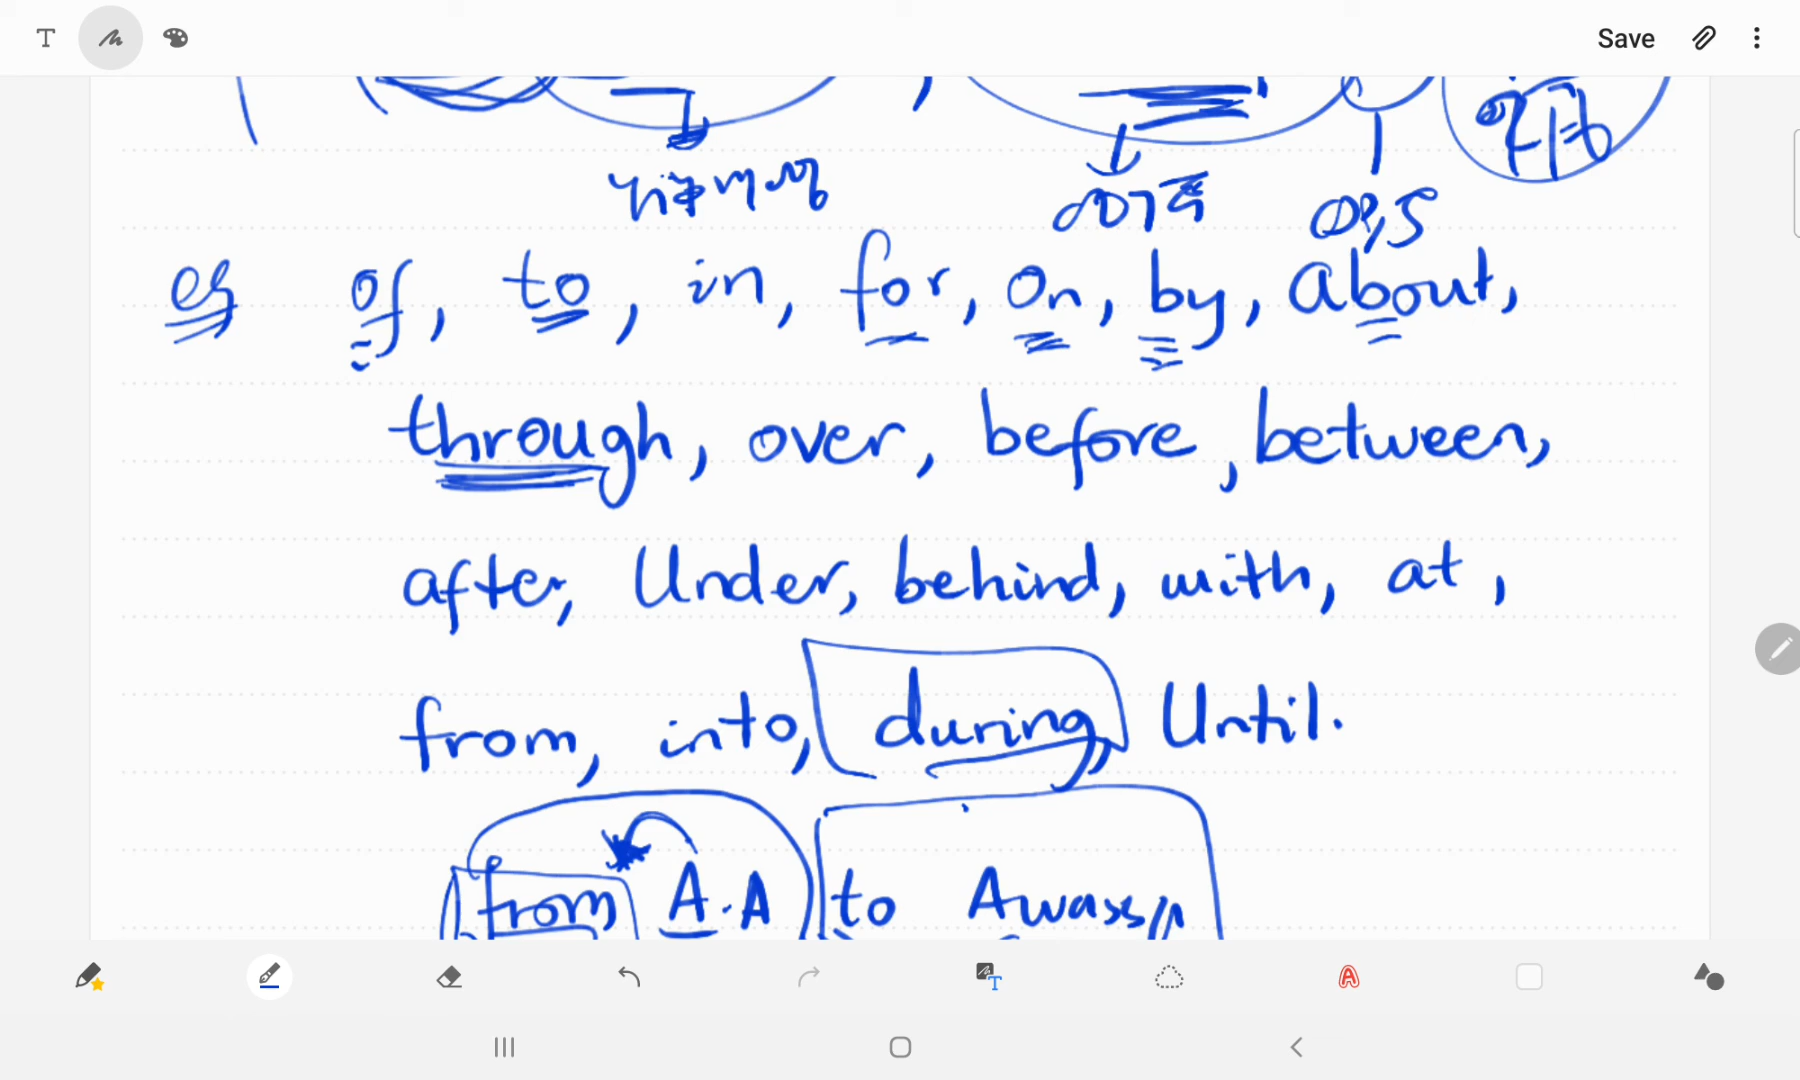 Save
eg of, to, in, for, on, by, about,
through, over, before, between,
after, Under, behind, with, at,
from, into, during, Until.
from A.A to Awassa